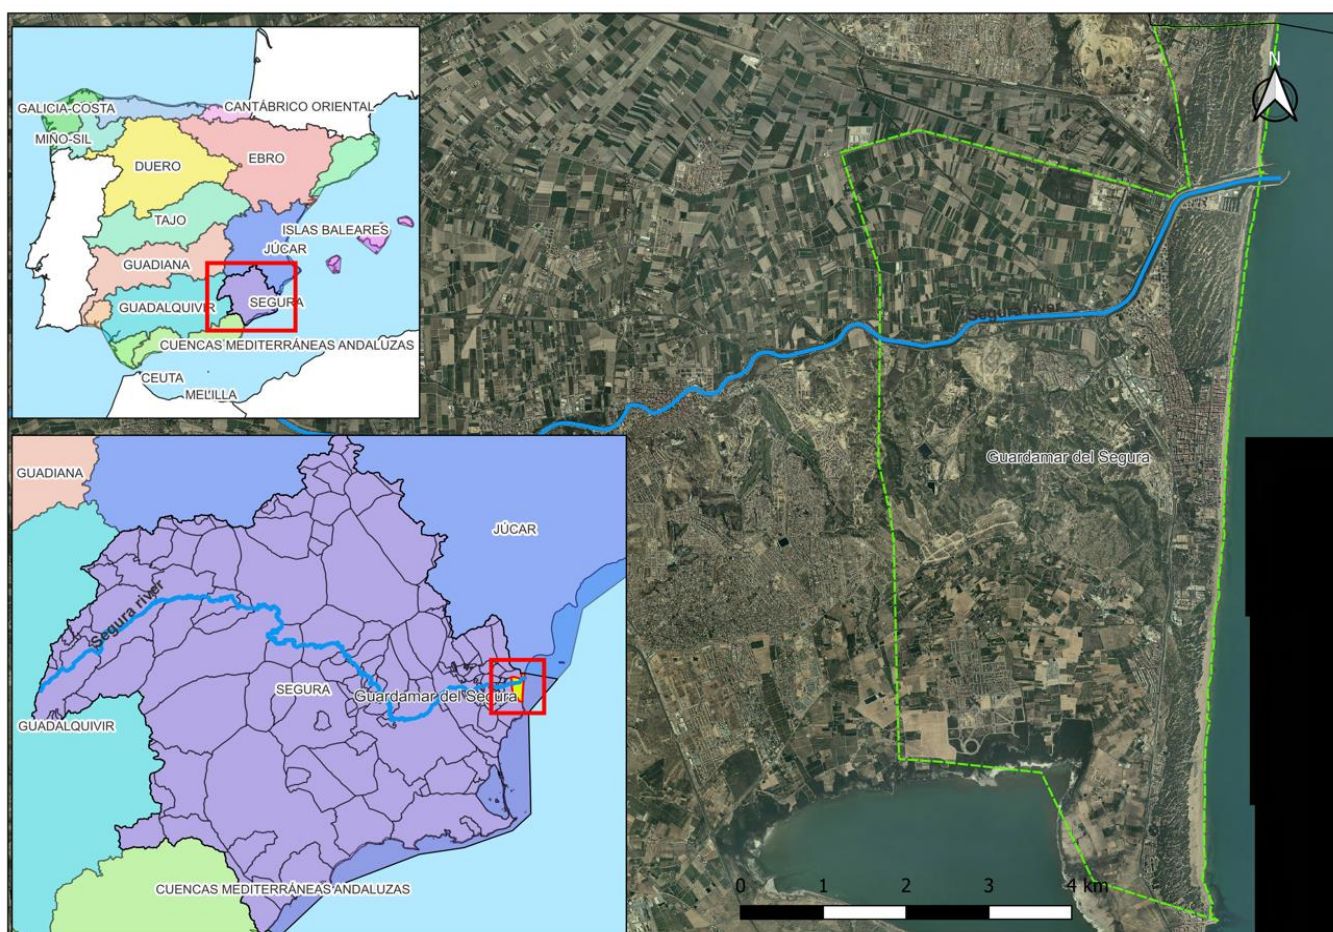 GALICIA-COSTA
CANTÁBRICO ORIENTAL
MIÑO-SIL
DUERO
EBRO
TAJO
ISLAS BALEARES
JÚCAR
GUADIANA
SEGURA
GUADALQUIVIR
CUENCAS MEDITERRÁNEAS ANDALUZAS
CEUTA
MELILLA
N
Segura river
Guardamar del Segura
GUADIANA
JÚCAR
Segura river
SEGURA
Guardamar del Segura
GUADALQUIVIR
CUENCAS MEDITERRÁNEAS ANDALUZAS
0 1 2 3 4 km